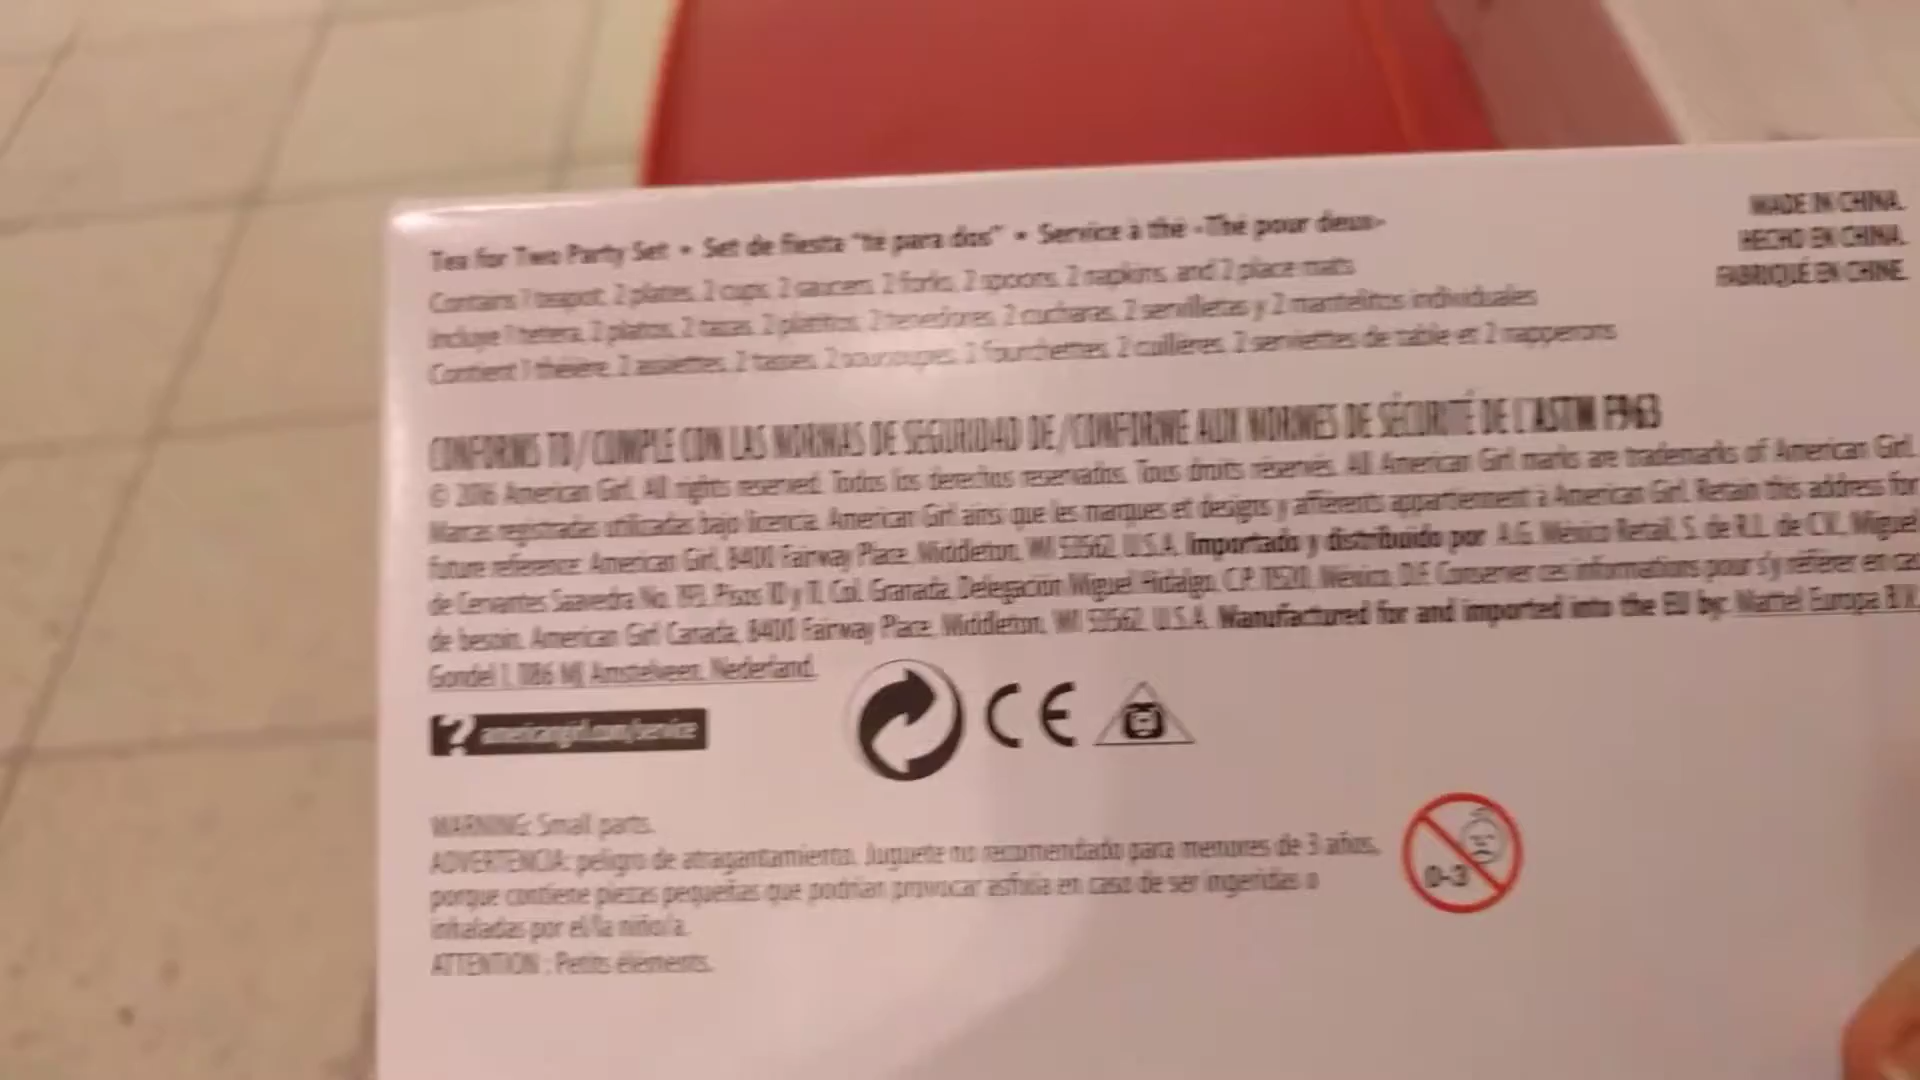 Tea for Two Party Set • Set de fiesta "té para dos" • Service à thé «Thé pour deux»
Contains 1 teapot, 2 plates, 2 cups, 2 saucers, 2 forks, 2 spoons, 2 napkins, and 2 place mats
Incluye 1 tetera, 2 platos, 2 tazas, 2 platitos, 2 tenedores, 2 cucharas, 2 servilletas y 2 mantelitos individuales
Contient 1 théière, 2 assiettes, 2 tasses, 2 soucoupes, 2 fourchettes, 2 cuillères, 2 serviettes de table et 2 napperons
MADE IN CHINA.
HECHO EN CHINA.
FABRIQUÉ EN CHINE.
CONFORMS TO / CUMPLE CON LAS NORMAS DE SEGURIDAD DE / CONFORME AUX NORMES DE SÉCURITÉ DE L'ASTM F963
© 2016 American Girl. All rights reserved. Todos los derechos reservados. Tous droits réservés. All American Girl marks are trademarks of American Girl.
Marcas registradas utilizadas bajo licencia. American Girl ainsi que les marques et designs y afférents appartiennent à American Girl. Retain this address for
future reference: American Girl, 8400 Fairway Place, Middleton, WI 53562, U.S.A. Importado y distribuido por A.G. México Retail, S. de R.L. de C.V., Miguel
de Cervantes Saavedra No. 193, Pisos 10 y 11, Col. Granada, Delegación Miguel Hidalgo, C.P. 11520, México, D.F. Conserver ces informations pour s'y référer en cas
de besoin. American Girl Canada, 8400 Fairway Place, Middleton, WI 53562, U.S.A. Manufactured for and imported into the EU by: Mattel Europa B.V.
Gondel 1, 1186 MJ Amstelveen, Nederland.
? americangirl.com/service
CE
WARNING: Small parts.
ADVERTENCIA: peligro de atragantamiento. Juguete no recomendado para menores de 3 años,
porque contiene piezas pequeñas que podrían provocar asfixia en caso de ser ingeridas o
inhaladas por el/la niño/a.
ATTENTION : Petits éléments.
0-3